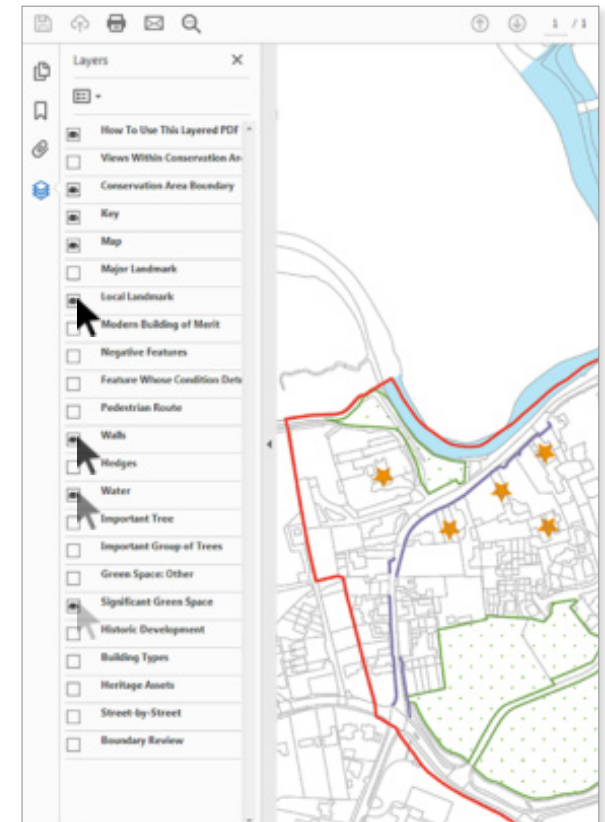 1 / 1
Layers
How To Use This Layered PDF
Views Within Conservation Ar
Conservation Area Boundary
Key
Map
Major Landmark
Local Landmark
Modern Building of Merit
Negative Features
Feature Whose Condition Detr
Pedestrian Route
Walls
Hedges
Water
Important Tree
Important Group of Trees
Green Space: Other
Significant Green Space
Historic Development
Building Types
Heritage Assets
Street-by-Street
Boundary Review